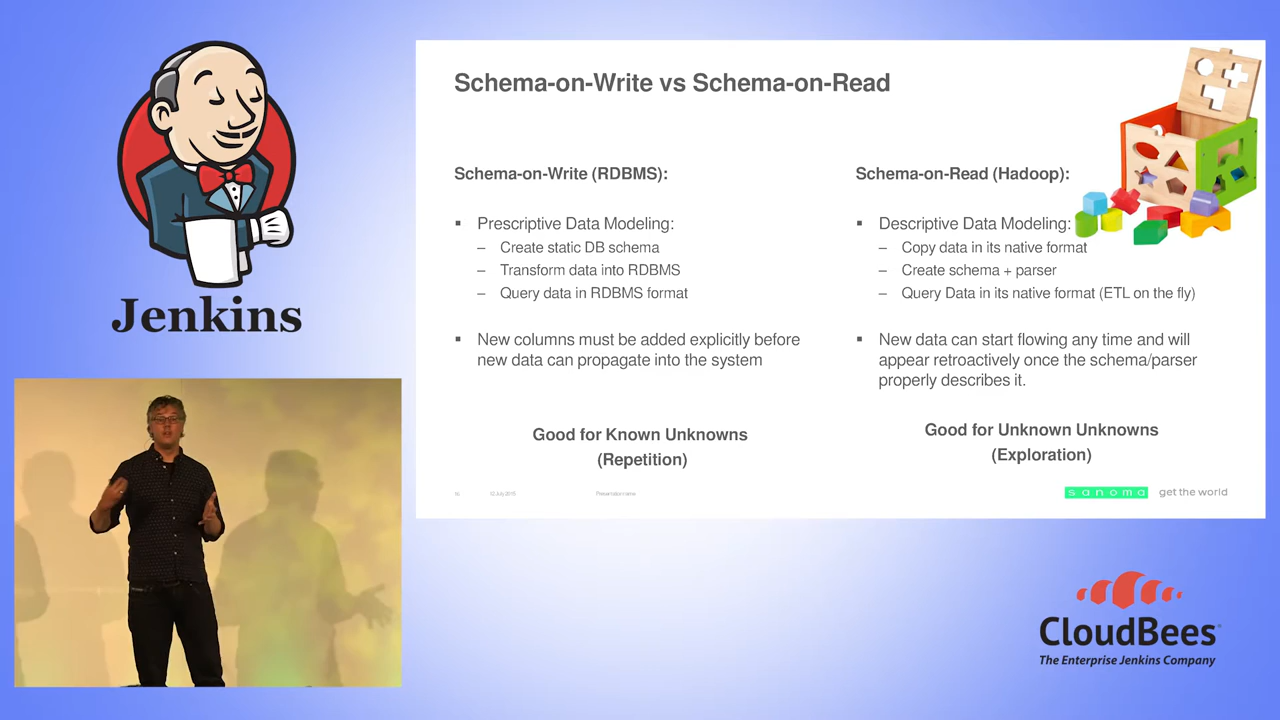 Jenkins
Schema-on-Write vs Schema-on-Read
Schema-on-Write (RDBMS):
▪ Prescriptive Data Modeling:
– Create static DB schema
– Transform data into RDBMS
– Query data in RDBMS format
▪ New columns must be added explicitly before
new data can propagate into the system
Good for Known Unknowns
(Repetition)
Schema-on-Read (Hadoop):
▪ Descriptive Data Modeling:
– Copy data in its native format
– Create schema + parser
– Query Data in its native format (ETL on the fly)
▪ New data can start flowing any time and will
appear retroactively once the schema/parser
properly describes it.
Good for Unknown Unknowns
(Exploration)
12 July 2015
Presentation name
sanoma get the world
CloudBees
The Enterprise Jenkins Company